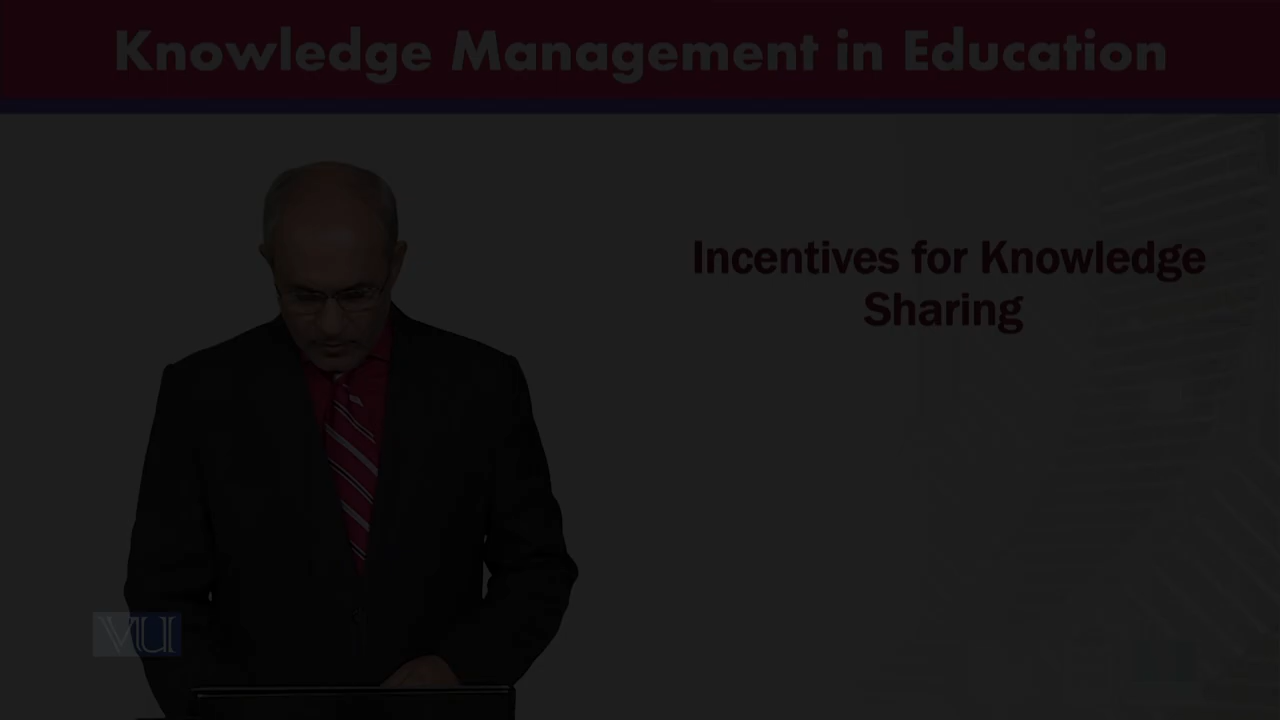 Knowledge Management in Education
Incentives for Knowledge
Sharing
VU